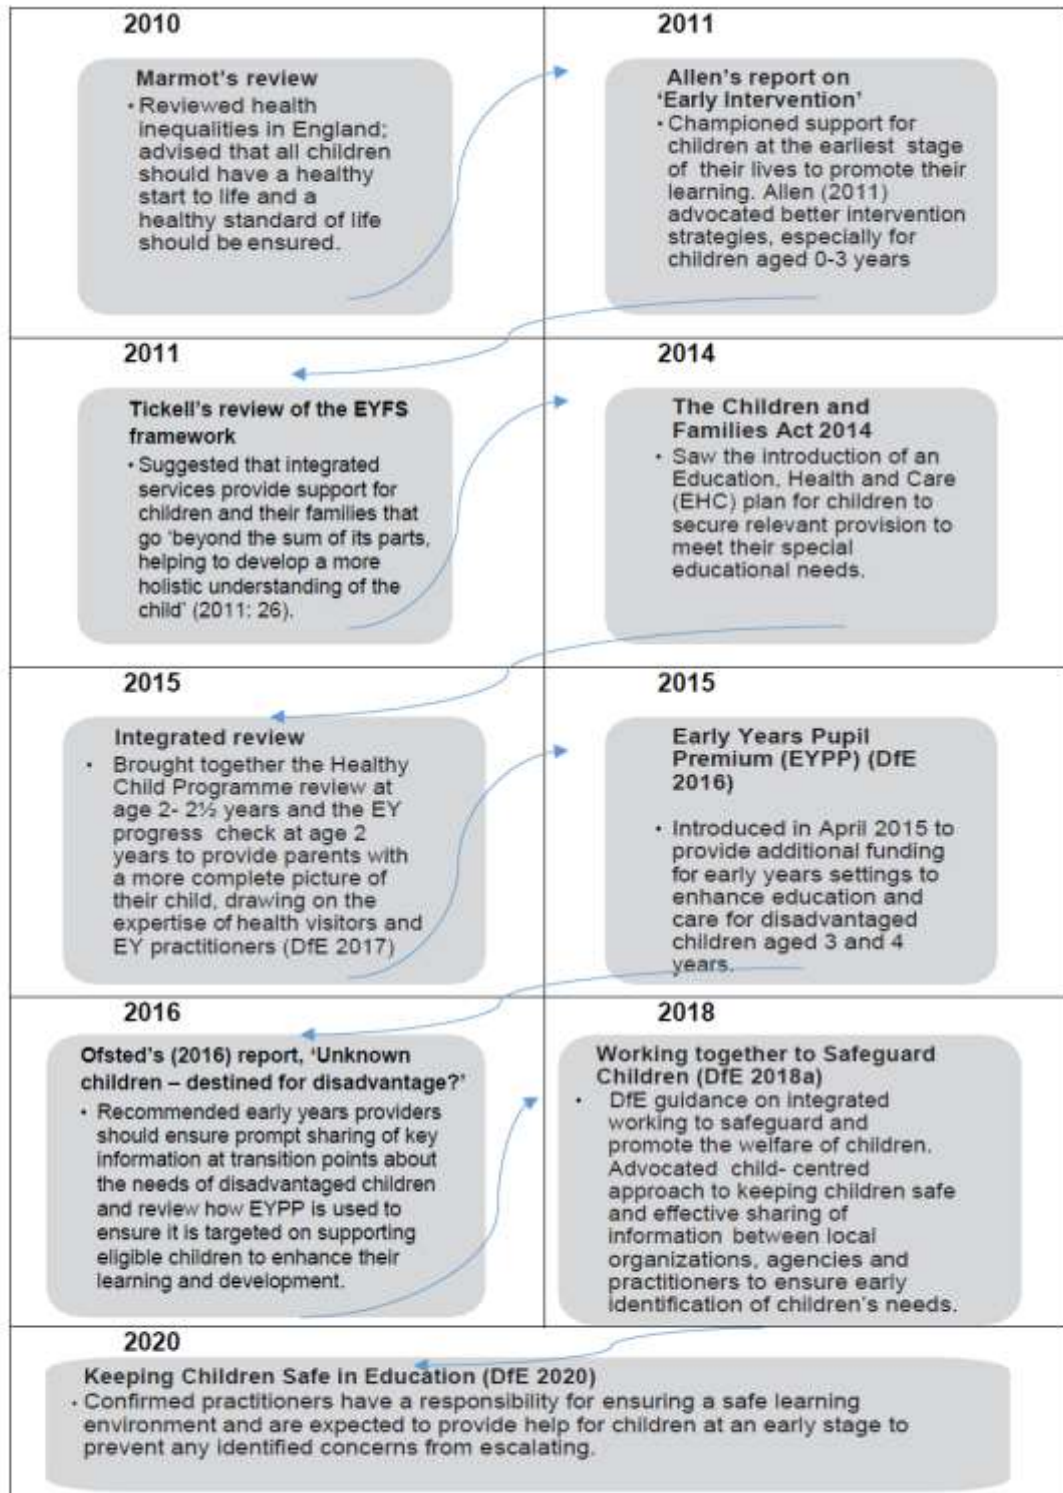 2010
Marmot's review
• Reviewed health
inequalities in England;
advised that all children
should have a healthy
start to life and a
healthy standard of life
should be ensured.
2011
Allen's report on
'Early Intervention'
• Championed support for
children at the earliest stage
of their lives to promote their
learning. Allen (2011)
advocated better intervention
strategies, especially for
children aged 0-3 years
2011
Tickell's review of the EYFS
framework
• Suggested that integrated
services provide support for
children and their families that
go 'beyond the sum of its parts,
helping to develop a more
holistic understanding of the
child' (2011: 26).
2014
The Children and
Families Act 2014
• Saw the introduction of an
Education, Health and Care
(EHC) plan for children to
secure relevant provision to
meet their special
educational needs.
2015
Integrated review
• Brought together the Healthy
Child Programme review at
age 2- 2½ years and the EY
progress check at age 2
years to provide parents with
a more complete picture of
their child, drawing on the
expertise of health visitors and
EY practitioners (DfE 2017)
2015
Early Years Pupil
Premium (EYPP) (DfE
2016)
• Introduced in April 2015 to
provide additional funding
for early years settings to
enhance education and
care for disadvantaged
children aged 3 and 4
years.
2016
Ofsted's (2016) report, 'Unknown
children – destined for disadvantage?'
• Recommended early years providers
should ensure prompt sharing of key
information at transition points about
the needs of disadvantaged children
and review how EYPP is used to
ensure it is targeted on supporting
eligible children to enhance their
learning and development.
2018
Working together to Safeguard
Children (DfE 2018a)
• DfE guidance on integrated
working to safeguard and
promote the welfare of children.
Advocated child- centred
approach to keeping children safe
and effective sharing of
information between local
organizations, agencies and
practitioners to ensure early
identification of children's needs.
2020
Keeping Children Safe in Education (DfE 2020)
• Confirmed practitioners have a responsibility for ensuring a safe learning
environment and are expected to provide help for children at an early stage to
prevent any identified concerns from escalating.